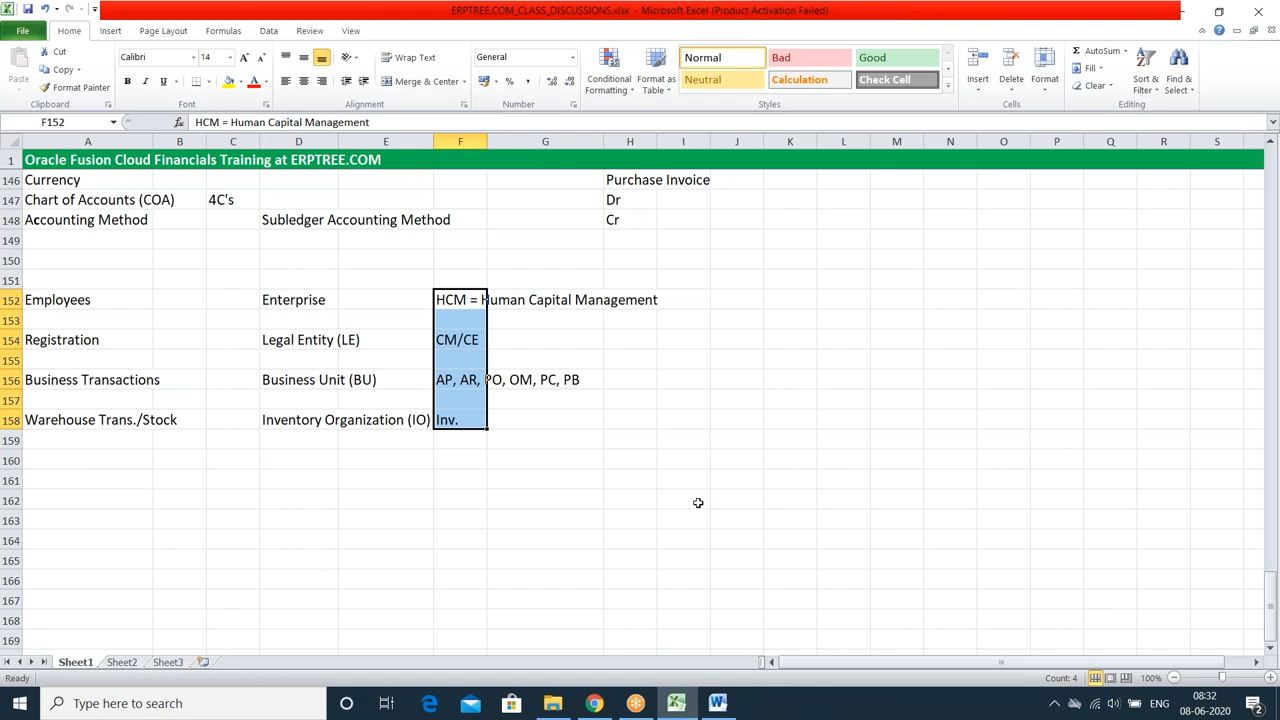 ERPTREE.COM_CLASS_DISCUSSIONS.xlsx - Microsoft Excel (Product Activation Failed)
File Home Insert Page Layout Formulas Data Review View
Paste Cut Copy Format Painter Clipboard
Calibri 14 A A B I U A Font
Wrap Text Merge & Center Alignment
General % , Number
Conditional Formatting Format as Table Normal Bad Good Neutral Calculation Check Cell Styles
Insert Delete Format Cells
Σ AutoSum Fill Clear Sort & Filter Find & Select Editing
F152 fx HCM = Human Capital Management
A B C D E F G H I J K L M N O P Q R S
1 Oracle Fusion Cloud Financials Training at ERPTREE.COM
146 Currency Purchase Invoice
147 Chart of Accounts (COA) 4C's Dr
148 Accounting Method Subledger Accounting Method Cr
149
150
151
152 Employees Enterprise HCM = Human Capital Management
153
154 Registration Legal Entity (LE) CM/CE
155
156 Business Transactions Business Unit (BU) AP, AR, PO, OM, PC, PB
157
158 Warehouse Trans./Stock Inventory Organization (IO) Inv.
159
160
161
162
163
164
165
166
167
168
169
Sheet1 Sheet2 Sheet3
Ready Count: 4 100%
Type here to search ENG 08:32
08-06-2020 2